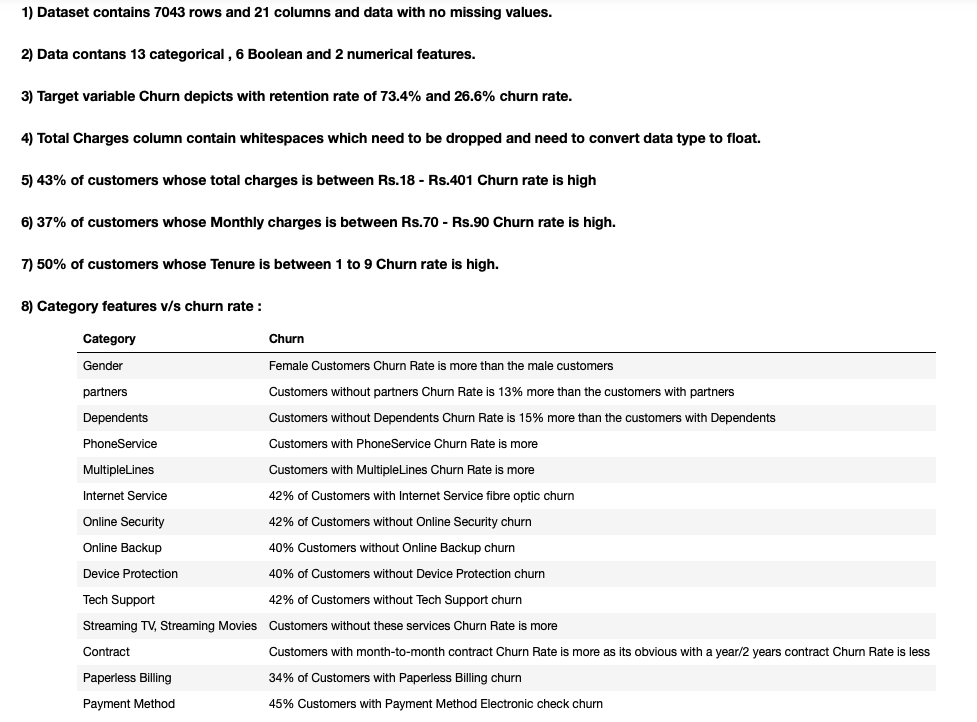 1) Dataset contains 7043 rows and 21 columns and data with no missing values.
2) Data contans 13 categorical , 6 Boolean and 2 numerical features.
3) Target variable Churn depicts with retention rate of 73.4% and 26.6% churn rate.
4) Total Charges column contain whitespaces which need to be dropped and need to convert data type to float.
5) 43% of customers whose total charges is between Rs.18 - Rs.401 Churn rate is high
6) 37% of customers whose Monthly charges is between Rs.70 - Rs.90 Churn rate is high.
7) 50% of customers whose Tenure is between 1 to 9 Churn rate is high.
8) Category features v/s churn rate :
Category Churn
Gender Female Customers Churn Rate is more than the male customers
partners Customers without partners Churn Rate is 13% more than the customers with partners
Dependents Customers without Dependents Churn Rate is 15% more than the customers with Dependents
PhoneService Customers with PhoneService Churn Rate is more
MultipleLines Customers with MultipleLines Churn Rate is more
Internet Service 42% of Customers with Internet Service fibre optic churn
Online Security 42% of Customers without Online Security churn
Online Backup 40% Customers without Online Backup churn
Device Protection 40% of Customers without Device Protection churn
Tech Support 42% of Customers without Tech Support churn
Streaming TV, Streaming Movies Customers without these services Churn Rate is more
Contract Customers with month-to-month contract Churn Rate is more as its obvious with a year/2 years contract Churn Rate is less
Paperless Billing 34% of Customers with Paperless Billing churn
Payment Method 45% Customers with Payment Method Electronic check churn